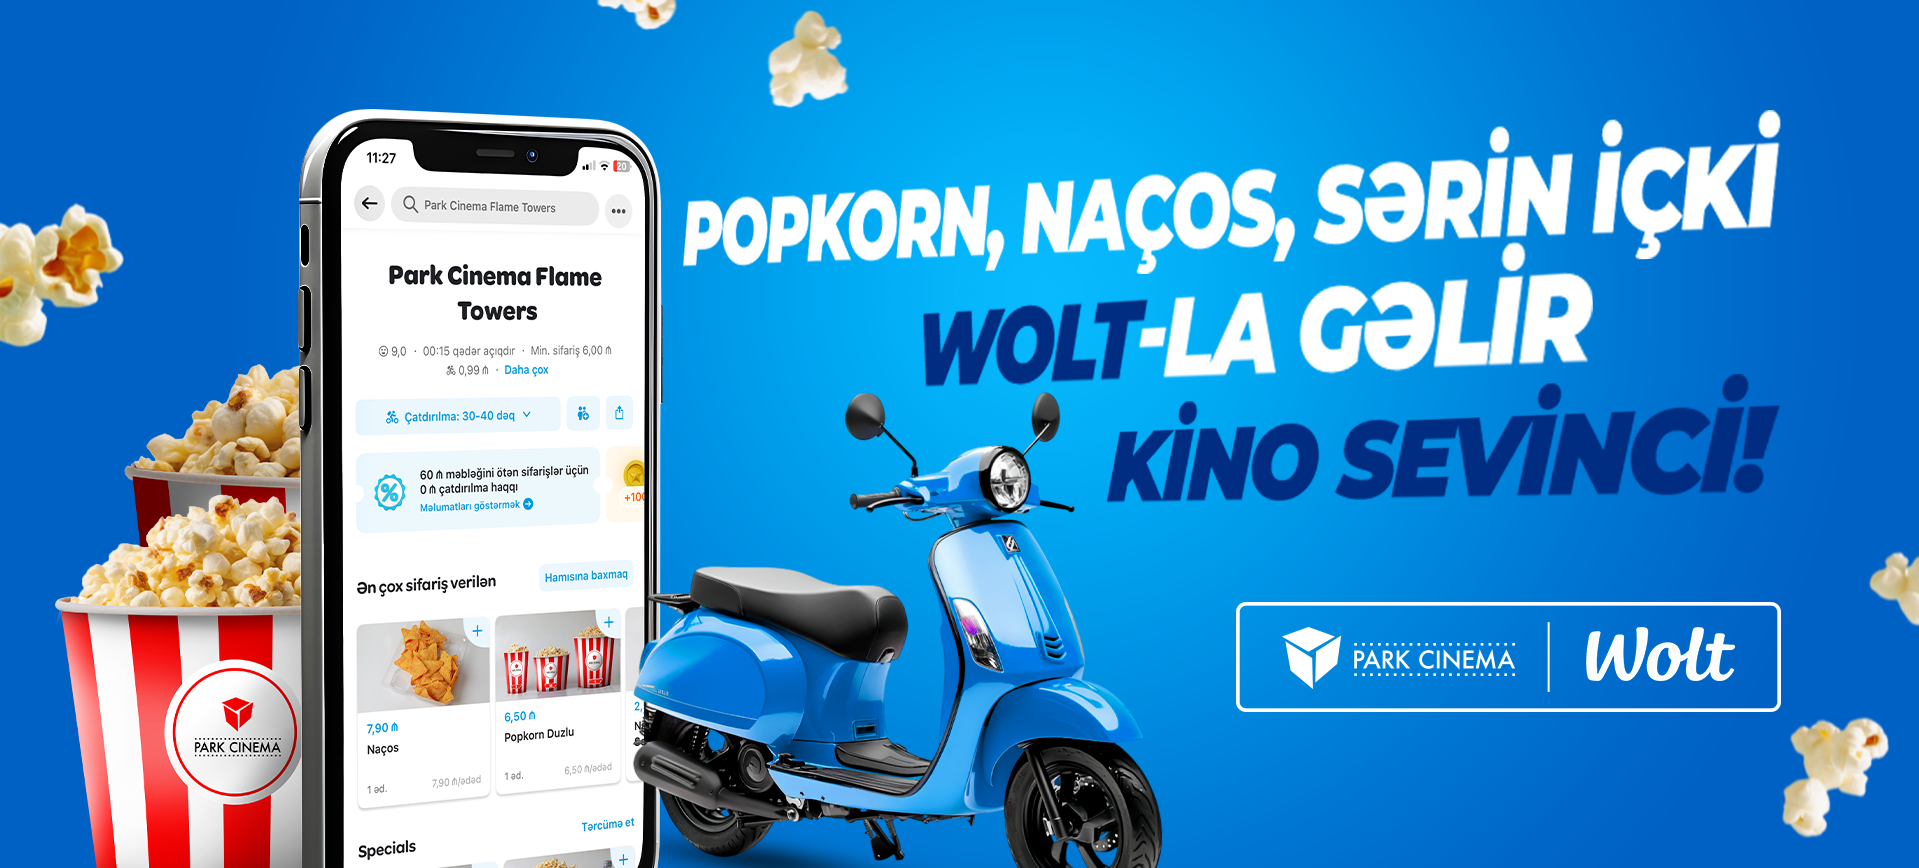 11:27
20
Park Cinema Flame Towers
Park Cinema Flame
Towers
9,0 · 00:15 qədər açıqdır · Min. sifariş 6,00 ₼
0,99 ₼ · Daha çox
Çatdırılma: 30-40 dəq
60 ₼ məbləğini ötən sifarişlər üçün
0 ₼ çatdırılma haqqı
Məlumatları göstərmək
+100
Ən çox sifariş verilən
Hamısına baxmaq
7,90 ₼
Naços
1 əd.
7,90 ₼/ədəd
6,50 ₼
Popkorn Duzlu
1 əd.
6,50 ₼/ədəd
2,
Tərcümə et
Specials
PARK CINEMA
POPKORN, NAÇOS, SƏRİN İÇKİ
WOLT-LA GƏLİR
KİNO SEVİNCİ!
PARK CINEMA
Wolt